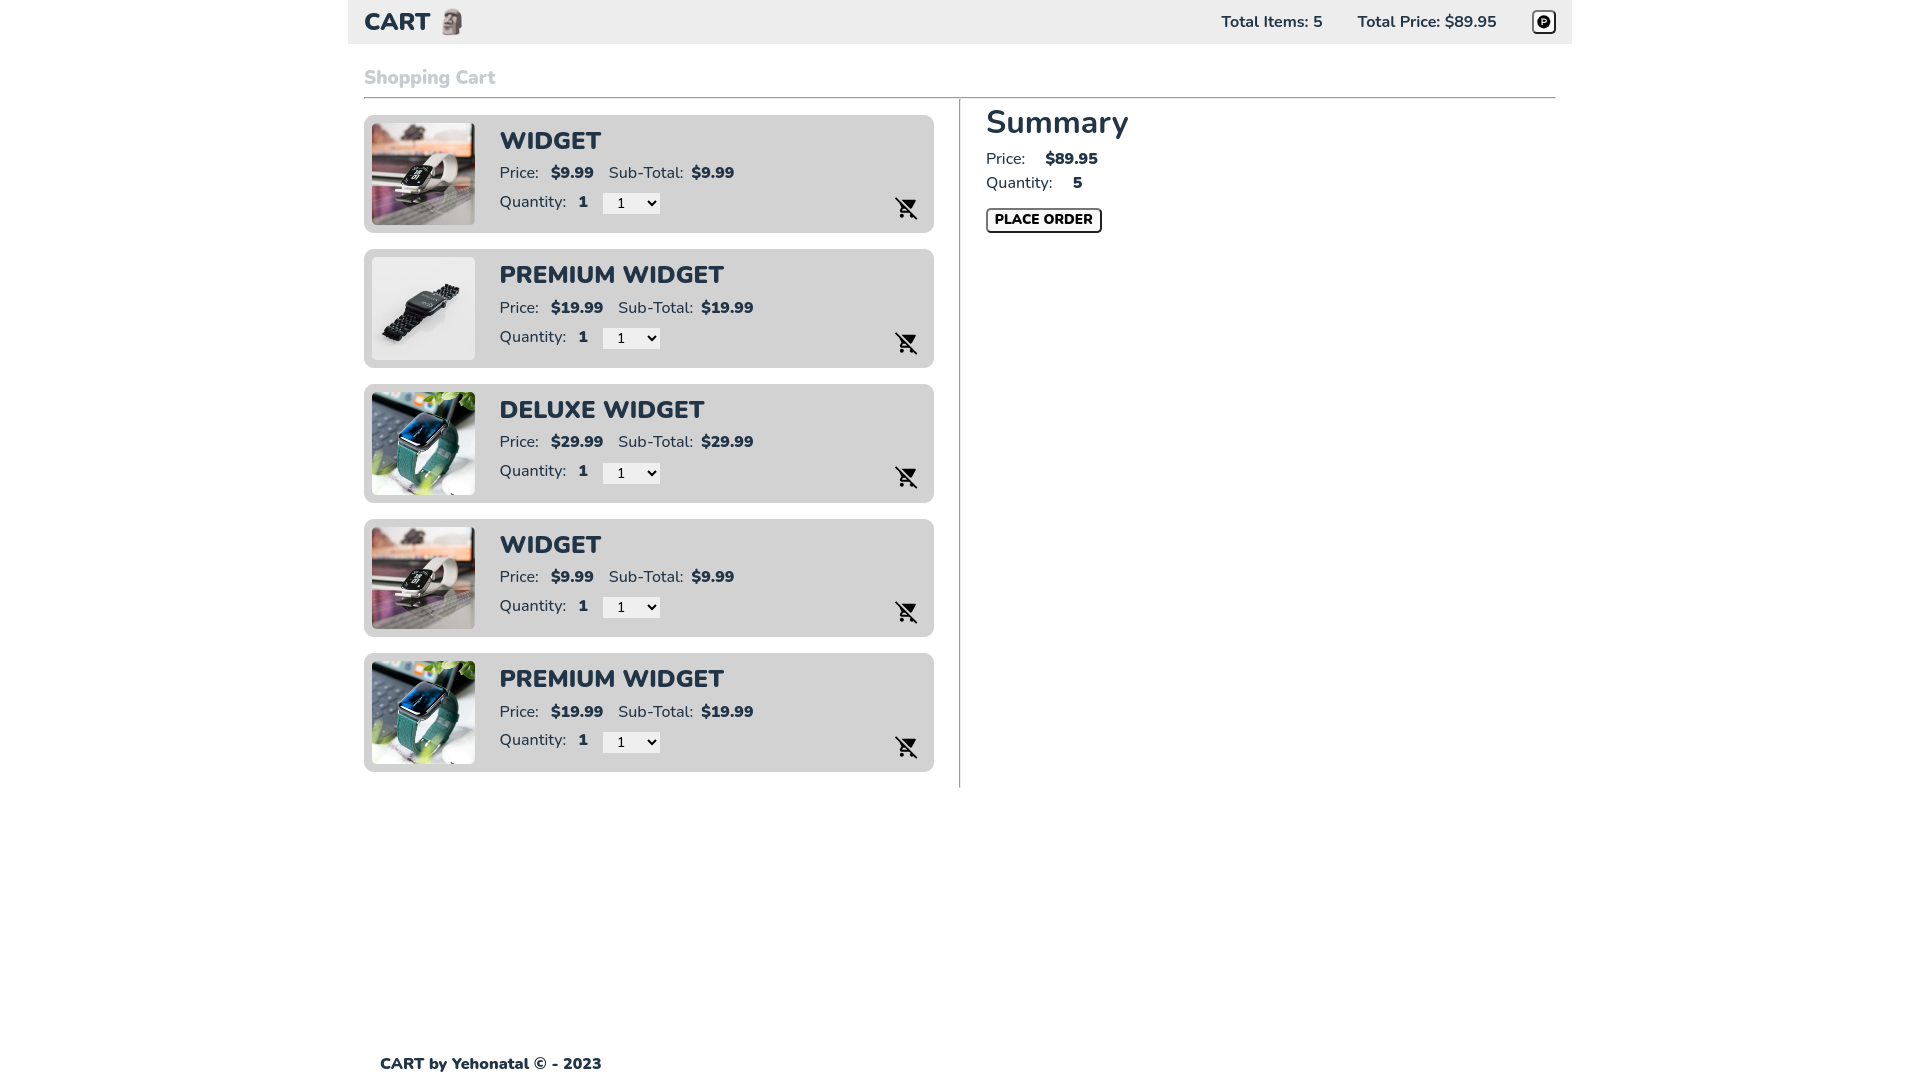 CART 🗿
Total Items: 5
Total Price: $89.95
Shopping Cart
WIDGET
Price: $9.99 Sub-Total: $9.99
Quantity: 1 1
PREMIUM WIDGET
Price: $19.99 Sub-Total: $19.99
Quantity: 1 1
DELUXE WIDGET
Price: $29.99 Sub-Total: $29.99
Quantity: 1 1
WIDGET
Price: $9.99 Sub-Total: $9.99
Quantity: 1 1
PREMIUM WIDGET
Price: $19.99 Sub-Total: $19.99
Quantity: 1 1
Summary
Price: $89.95
Quantity: 5
PLACE ORDER
CART by Yehonatal © - 2023